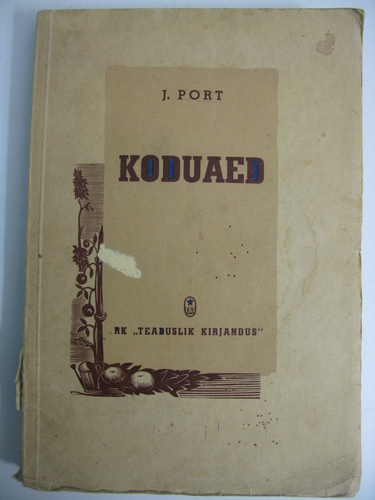 J. PORT
KODUAED
RK „TEADUSLIK KIRJANDUS"